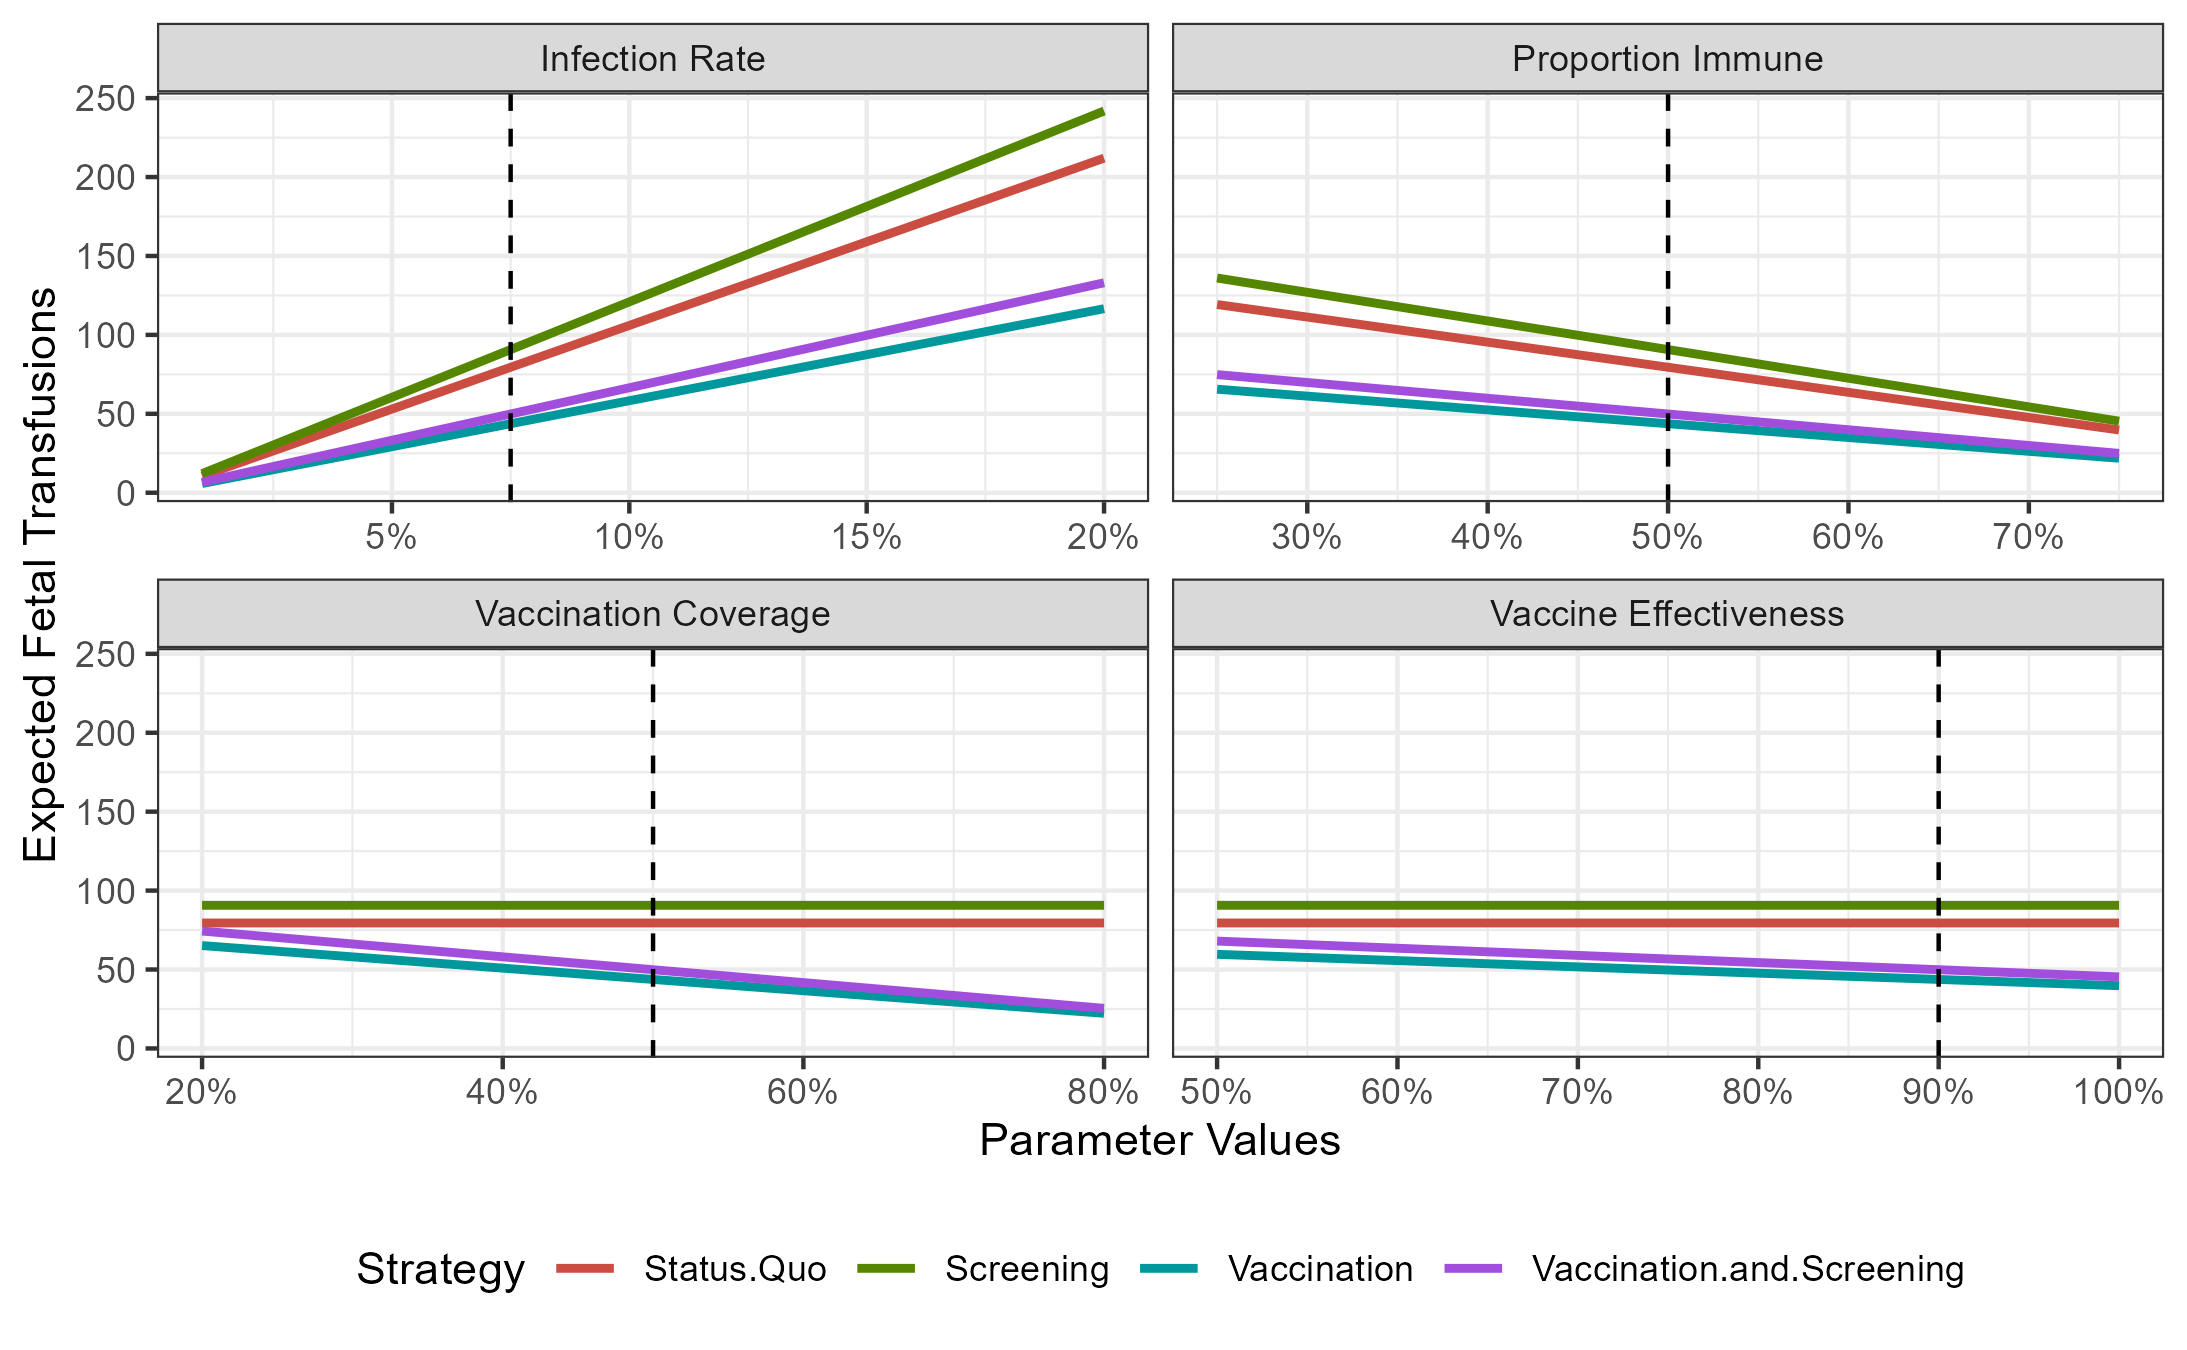 Infection Rate
Proportion Immune
250
200
150
100
50
0
5% 10% 15% 20%
30% 40% 50% 60% 70%
Expected Fetal Transfusions
Vaccination Coverage
Vaccine Effectiveness
250
200
150
100
50
0
20% 40% 60% 80%
50% 60% 70% 80% 90% 100%
Parameter Values
Strategy Status.Quo Screening Vaccination Vaccination.and.Screening